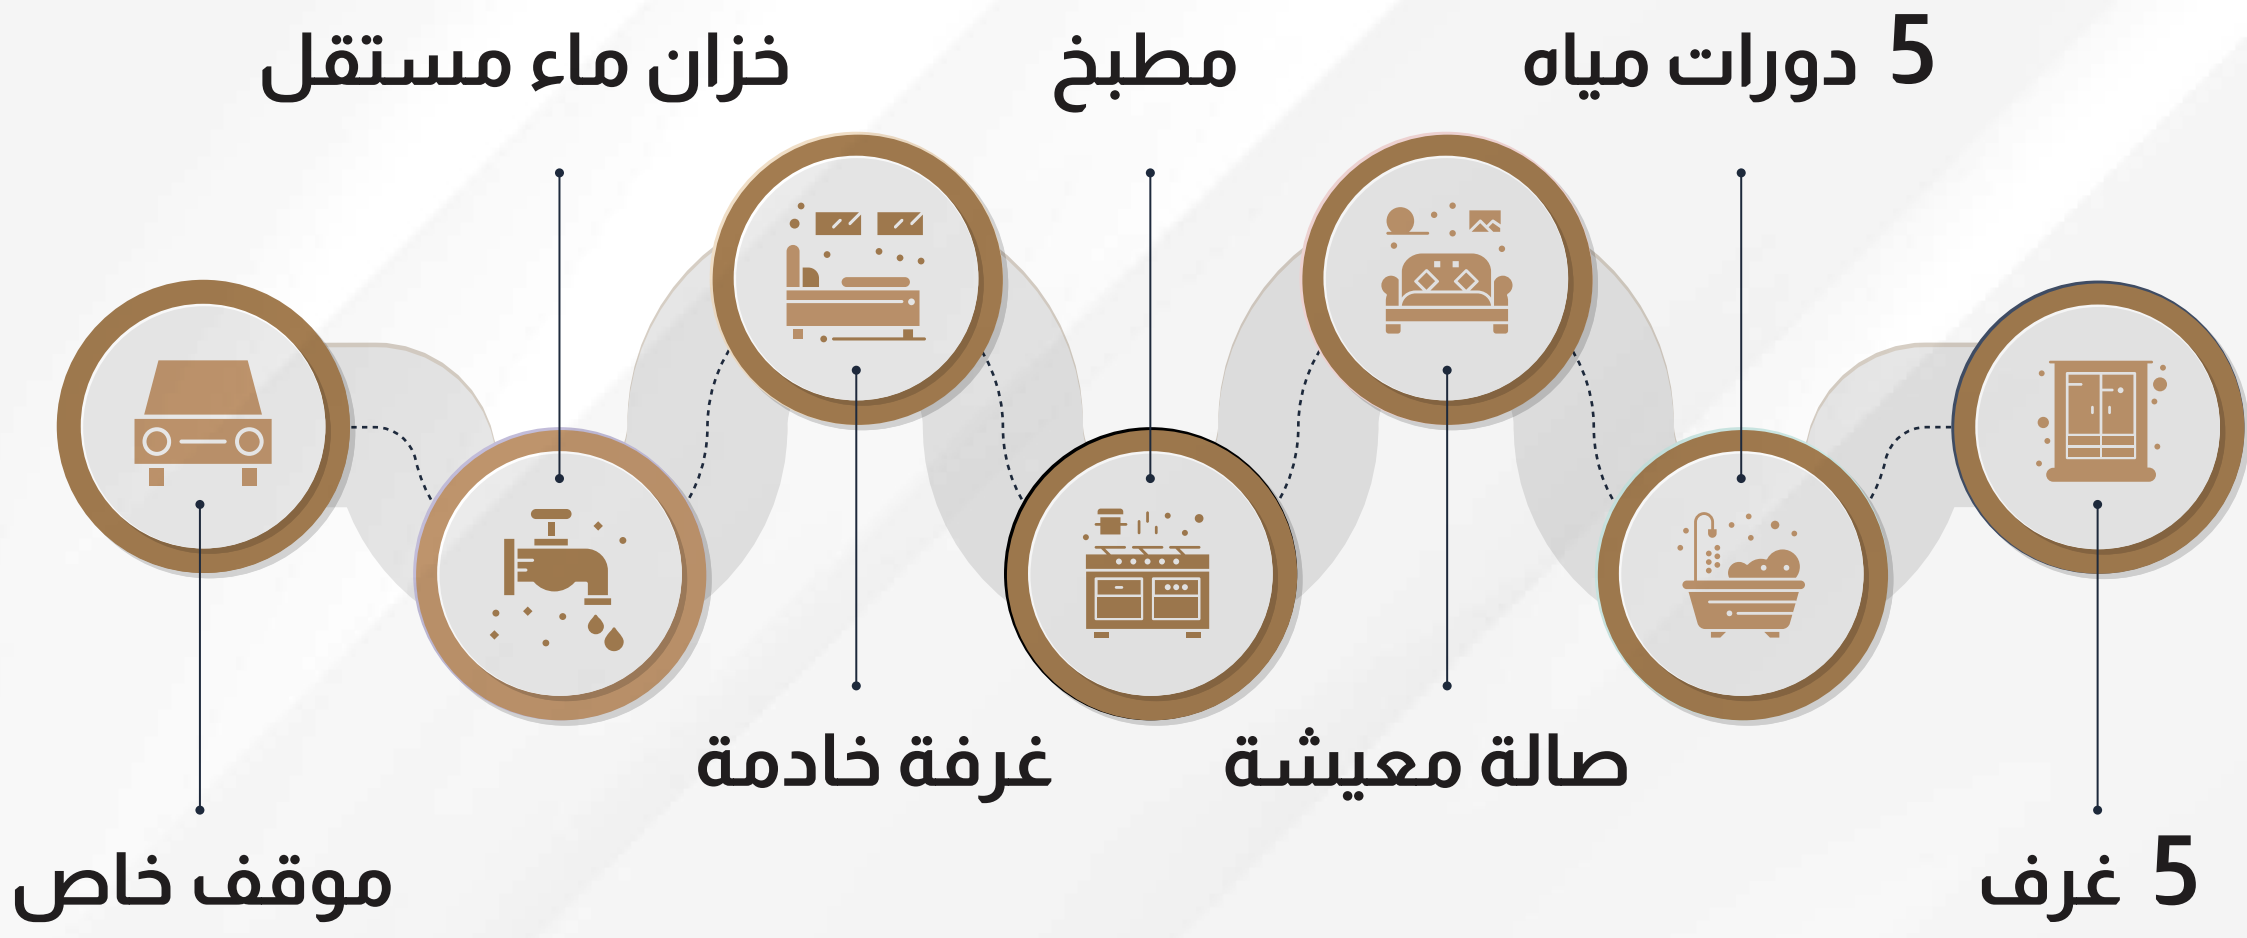 5 غرف
5 دورات مياه
صالة معيشة
مطبخ
غرفة خادمة
خزان ماء مستقل
موقف خاص